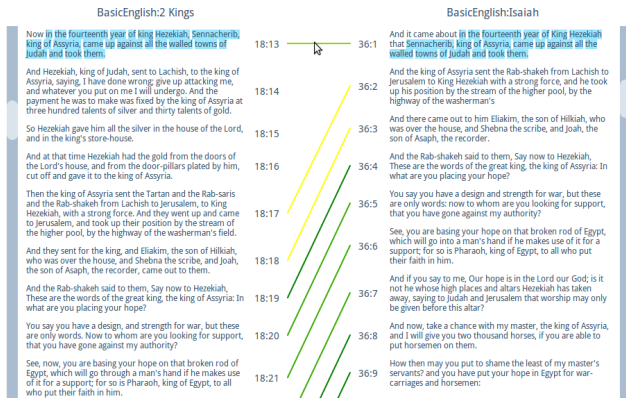 BasicEnglish:2 Kings
Now in the fourteenth year of king Hezekiah, Sennacherib,
king of Assyria, came up against all the walled towns of
Judah and took them.
And Hezekiah, king of Judah, sent to Lachish, to the king of
Assyria, saying, I have done wrong; give up attacking me,
and whatever you put on me I will undergo. And the
payment he was to make was fixed by the king of Assyria at
three hundred talents of silver and thirty talents of gold.
So Hezekiah gave him all the silver in the house of the Lord,
and in the king's store-house.
And at that time Hezekiah had the gold from the doors of
the Lord's house, and from the door-pillars plated by him,
cut off and gave it to the king of Assyria.
Then the king of Assyria sent the Tartan and the Rab-saris
and the Rab-shakeh from Lachish to Jerusalem, to King
Hezekiah, with a strong force. And they went up and came
to Jerusalem, and took up their position by the stream of
the higher pool, by the highway of the washerman's field.
And they sent for the king, and Eliakim, the son of Hilkiah,
who was over the house, and Shebna the scribe, and Joah,
the son of Asaph, the recorder, came out to them.
And the Rab-shakeh said to them, Say now to Hezekiah,
These are the words of the great king, the king of Assyria: In
what are you placing your hope?
You say you have a design, and strength for war, but these
are only words. Now to whom are you looking for support,
that you have gone against my authority?
See, now, you are basing your hope on that broken rod of
Egypt, which will go through a man's hand if he makes use
of it for a support; for so is Pharaoh, king of Egypt, to all
who put their faith in him.
18:13
18:14
18:15
18:16
18:17
18:18
18:19
18:20
18:21
36:1
36:2
36:3
36:4
36:5
36:6
36:7
36:8
36:9
BasicEnglish:Isaiah
And it came about in the fourteenth year of king Hezekiah
that Sennacherib, king of Assyria, came up against all the
walled towns of Judah and took them.
And the king of Assyria sent the Rab-shakeh from Lachish to
Jerusalem to King Hezekiah with a strong force, and he took
up his position by the stream of the higher pool, by the
highway of the washerman's
And there came out to him Eliakim, the son of Hilkiah, who
was over the house, and Shebna the scribe, and Joah, the
son of Asaph, the recorder.
And the Rab-shakeh said to them, Say now to Hezekiah,
These are the words of the great king, the king of Assyria: In
what are you placing your hope?
You say you have a design and strength for war, but these
are only words: now to whom are you looking for support,
that you have gone against my authority?
See, you are basing your hope on that broken rod of Egypt,
which will go into a man's hand if he makes use of it for a
support; for so is Pharaoh, king of Egypt, to all who put
their faith in him.
And if you say to me, Our hope is in the Lord our God; is it
not he whose high places and altars Hezekiah has taken
away, saying to Judah and Jerusalem that worship may only
be given before this altar?
And now, take a chance with my master, the king of Assyria,
and I will give you two thousand horses, if you are able to
put horsemen on them.
How then may you put to shame the least of my master's
servants? and you have put your hope in Egypt for war-
carriages and horsemen: